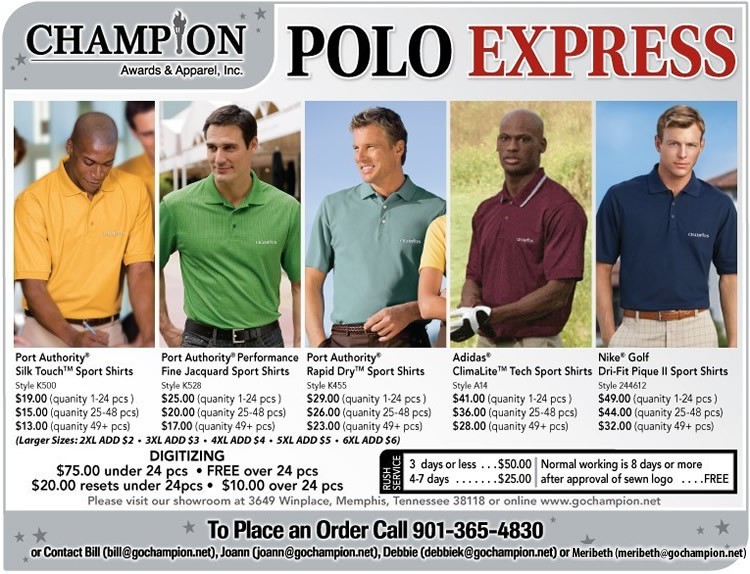 CHAMPION
Awards & Apparel, Inc.
POLO EXPRESS
CHAMPION
CHAMPION
CHAMPION
CHAMPION
Port Authority®
Silk Touch™ Sport Shirts
Style K500
$19.00 (quanity 1-24 pcs )
$15.00 (quanity 25-48 pcs)
$13.00 (quanity 49+ pcs)
Port Authority® Performance
Fine Jacquard Sport Shirts
Style K528
$25.00 (quanity 1-24 pcs )
$20.00 (quanity 25-48 pcs)
$17.00 (quanity 49+ pcs)
Port Authority®
Rapid Dry™ Sport Shirts
Style K455
$29.00 (quanity 1-24 pcs )
$26.00 (quanity 25-48 pcs)
$23.00 (quanity 49+ pcs)
Adidas®
ClimaLite™ Tech Sport Shirts
Style A14
$41.00 (quanity 1-24 pcs )
$36.00 (quanity 25-48 pcs)
$28.00 (quanity 49+ pcs)
Nike® Golf
Dri-Fit Pique II Sport Shirts
Style 244612
$49.00 (quanity 1-24 pcs )
$44.00 (quanity 25-48 pcs)
$32.00 (quanity 49+ pcs)
(Larger Sizes: 2XL ADD $2 • 3XL ADD $3 • 4XL ADD $4 • 5XL ADD $5 • 6XL ADD $6)
DIGITIZING
$75.00 under 24 pcs • FREE over 24 pcs
$20.00 resets under 24pcs • $10.00 over 24 pcs
RUSH
SERVICE
3 days or less . . . $50.00
4-7 days . . . . . . . $25.00
Normal working is 8 days or more
after approval of sewn logo . . . . FREE
Please visit our showroom at 3649 Winplace, Memphis, Tennessee 38118 or online www.gochampion.net
To Place an Order Call 901-365-4830
or Contact Bill (bill@gochampion.net), Joann (joann@gochampion.net), Debbie (debbiek@gochampion.net) or Meribeth (meribeth@gochampion.net)